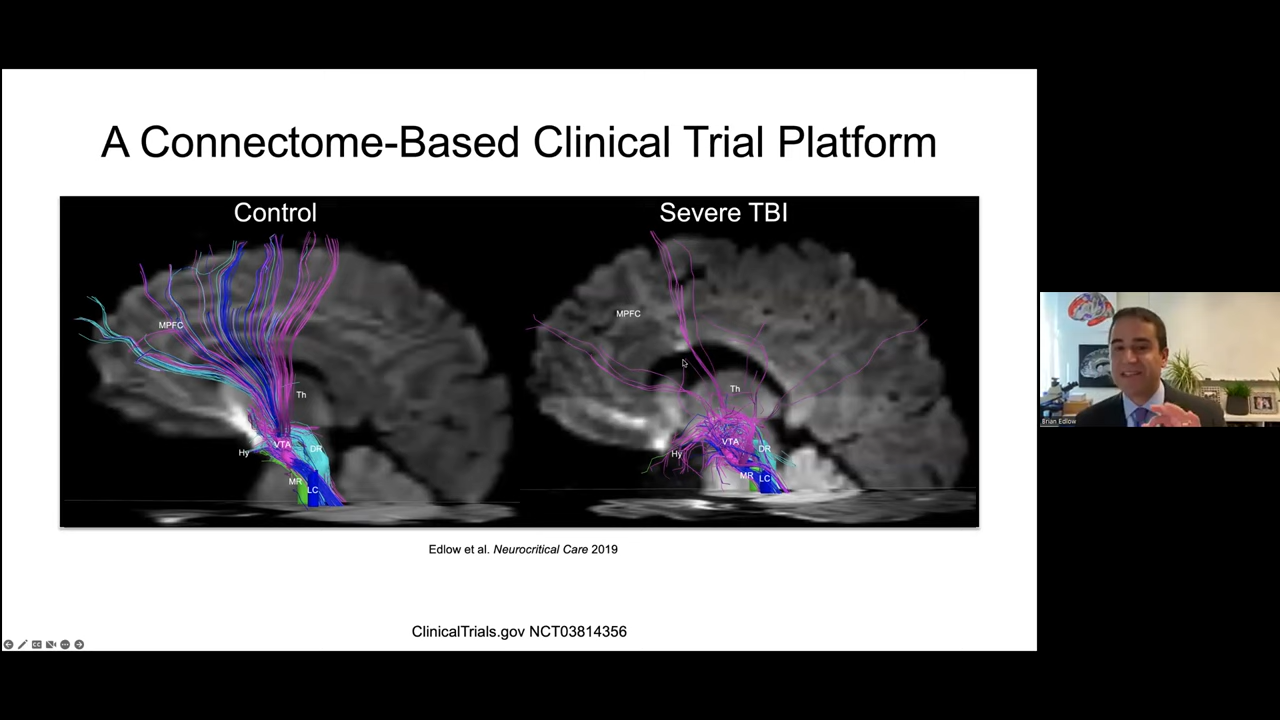 A Connectome-Based Clinical Trial Platform
Control
Severe TBI
MPFC
Th
VTA
DR
Hy
MR
LC
MPFC
Th
VTA
DR
Hy
MR
LC
Edlow et al. Neurocritical Care 2019
ClinicalTrials.gov NCT03814356
Brian Edlow